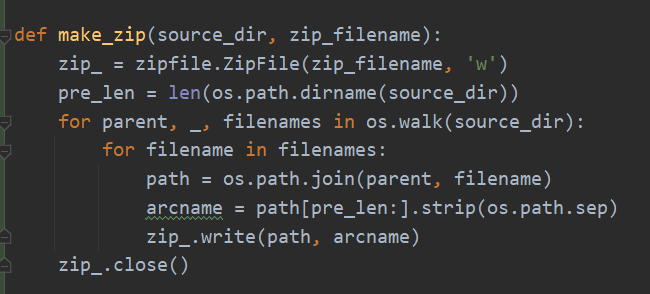 def make_zip(source_dir, zip_filename):
    zip_ = zipfile.ZipFile(zip_filename, 'w')
    pre_len = len(os.path.dirname(source_dir))
    for parent, _, filenames in os.walk(source_dir):
        for filename in filenames:
            path = os.path.join(parent, filename)
            arcname = path[pre_len:].strip(os.path.sep)
            zip_.write(path, arcname)
    zip_.close()